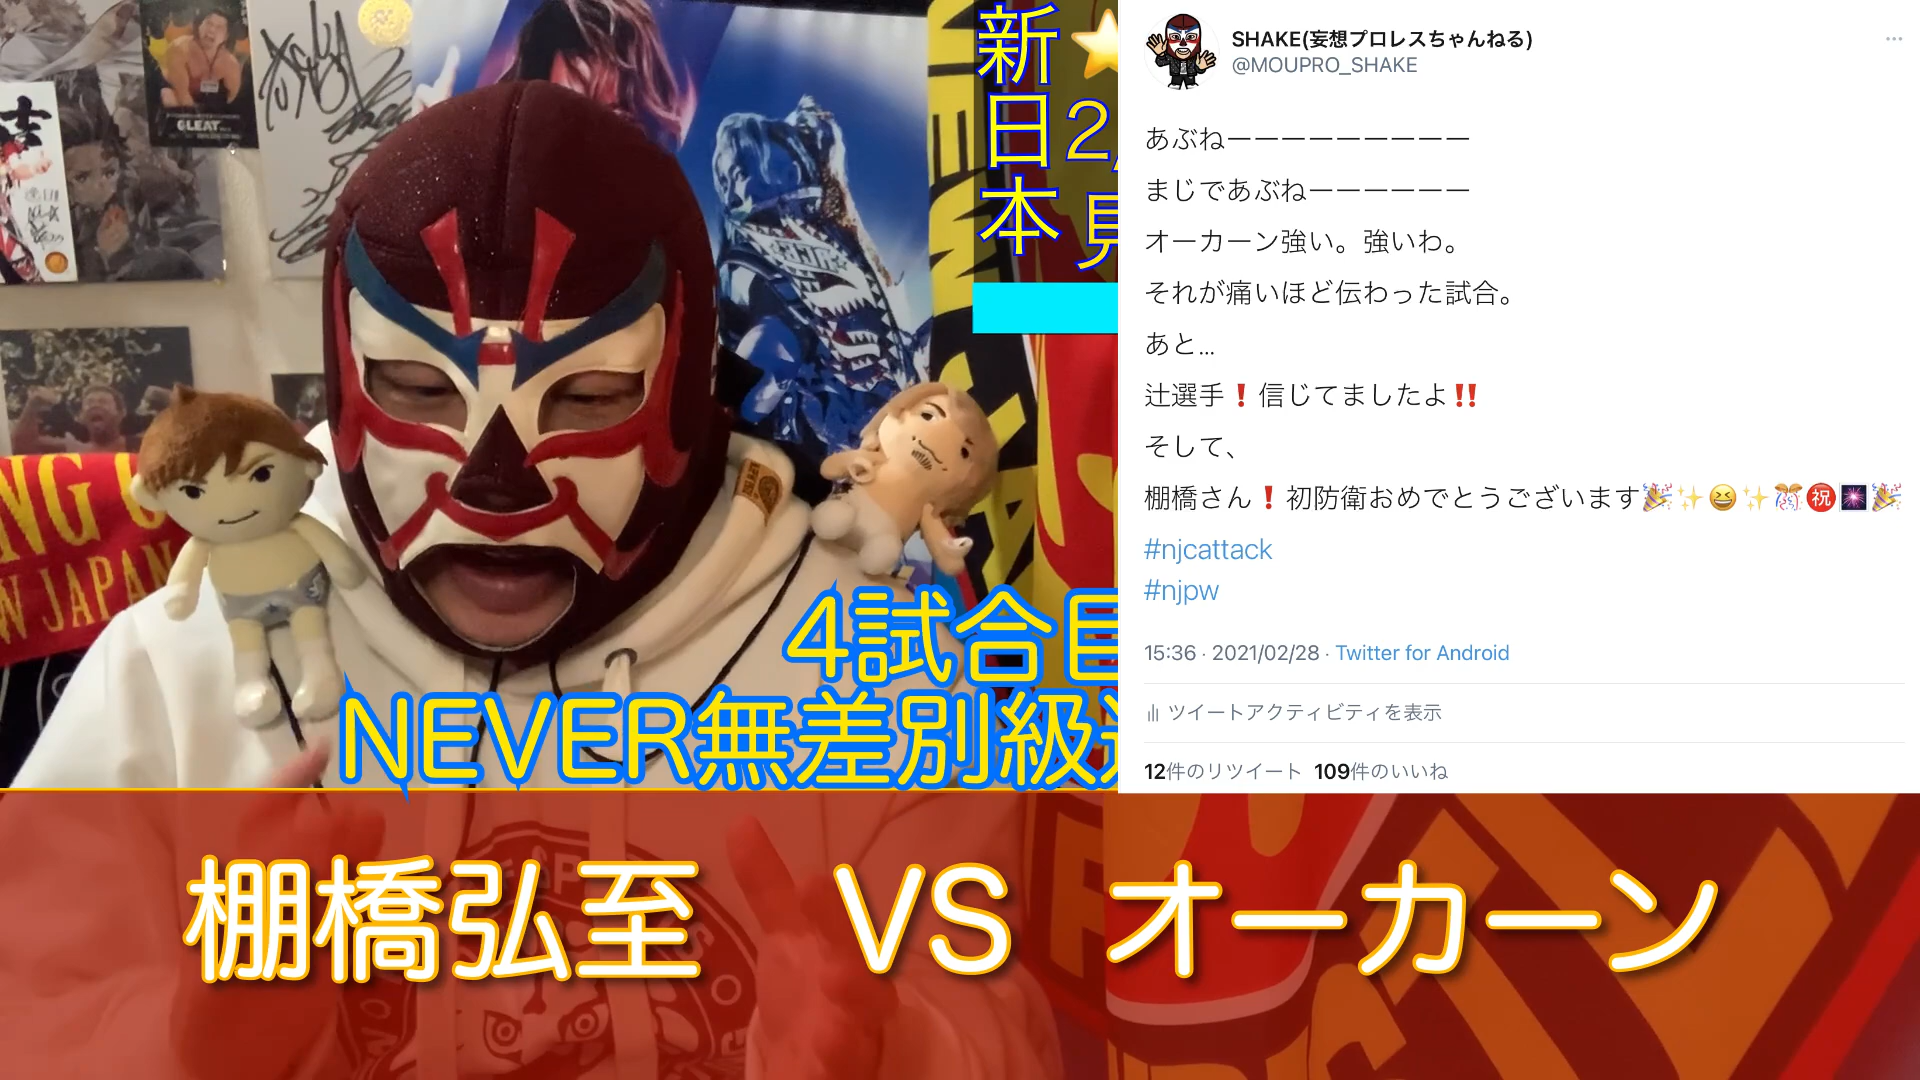 新
日
本
2
見
GLEAT
NEW JA
NG
W JAPAN
4試合目
NEVER無差別級
棚橋弘至 VS オーカーン
SHAKE(妄想プロレスちゃんねる)
@MOUPRO_SHAKE
あぶねーーーーーーーーー
まじであぶねーーーーーー
オーカーン強い。強いわ。
それが痛いほど伝わった試合。
あと...
辻選手❗信じてましたよ‼️
そして、
棚橋さん❗初防衛おめでとうございます🎉✨😆✨🎊㊗️🎆🎉
#njcattack
#njpw
15:36 · 2021/02/28 · Twitter for Android
ツイートアクティビティを表示
12件のリツイート 109件のいいね